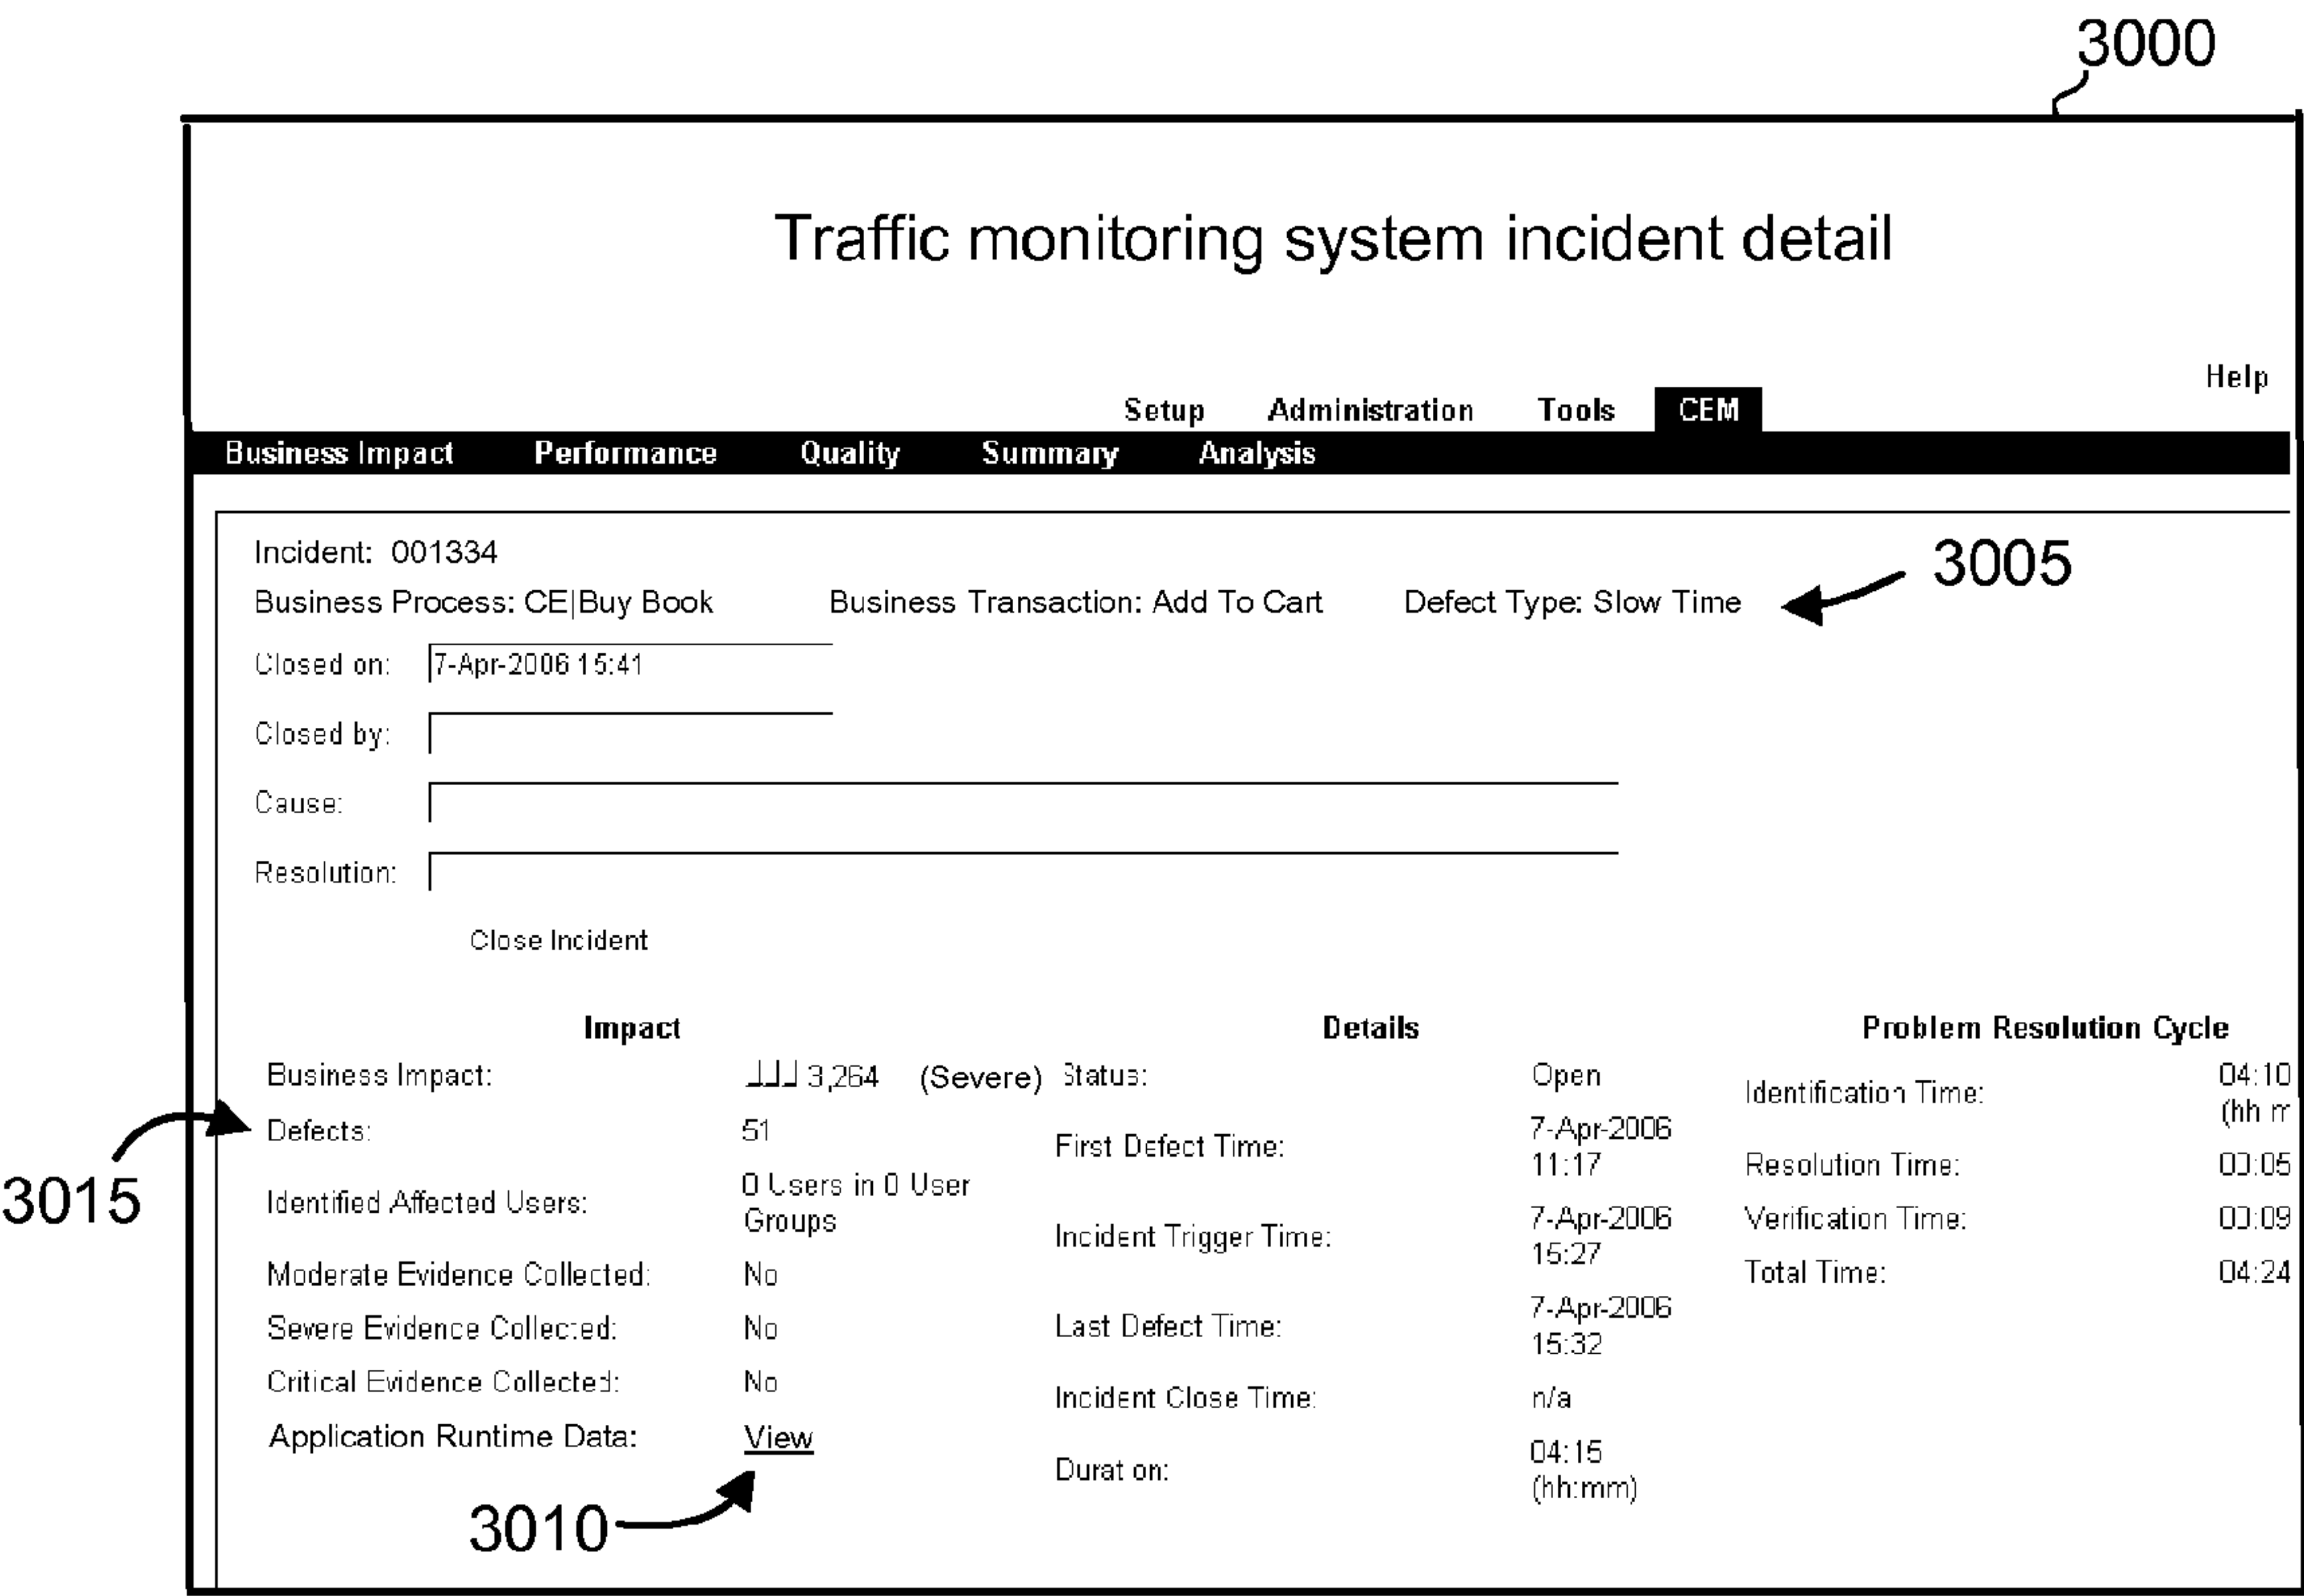 3000
Traffic monitoring system incident detail
Help
Setup Administration Tools CEM
Business Impact Performance Quality Summary Analysis
Incident: 001334
3005
Business Process: CE|Buy Book Business Transaction: Add To Cart Defect Type: Slow Time
Closed on: 7-Apr-2006 15:41
Closed by:
Cause:
Resolution:
Close Incident
Impact Details Problem Resolution Cycle
Business Impact: 3,264 (Severe)
Defects: 51
Identified Affected Users: 0 Users in 0 User
Groups
Moderate Evidence Collected: No
Severe Evidence Collected: No
Critical Evidence Collected: No
Application Runtime Data: View
3015
3010
Status: Open
First Defect Time: 7-Apr-2006
11:17
Incident Trigger Time: 7-Apr-2006
15:27
Last Defect Time: 7-Apr-2006
15:32
Incident Close Time: n/a
Duration: 04:15
(hh:mm)
Identification Time: 04:10
(hh m
Resolution Time: 00:05
Verification Time: 00:09
Total Time: 04:24